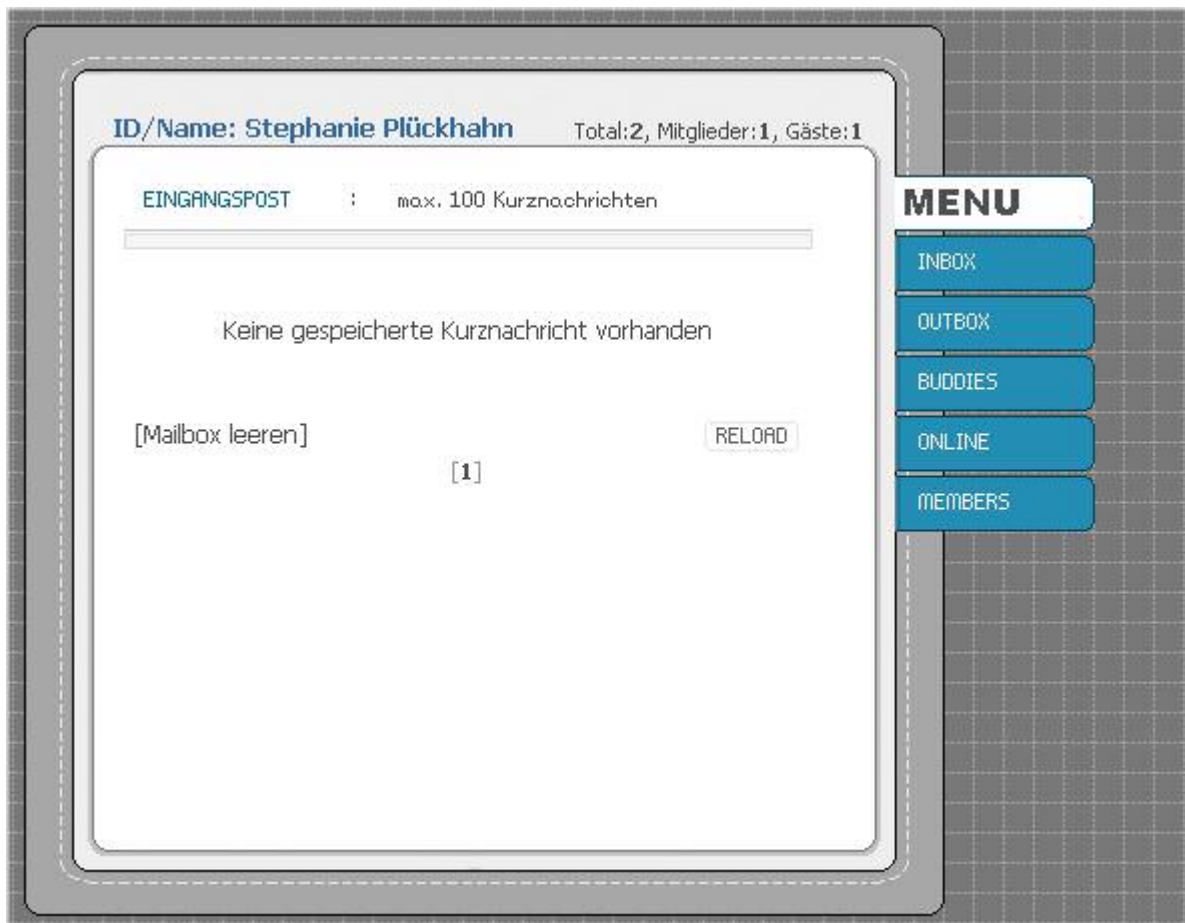 ID/Name: Stephanie Plückhahn Total:2, Mitglieder:1, Gäste:1
EINGANGSPOST : max. 100 Kurznachrichten
Keine gespeicherte Kurznachricht vorhanden
[Mailbox leeren] RELOAD
[1]
MENU
INBOX
OUTBOX
BUDDIES
ONLINE
MEMBERS